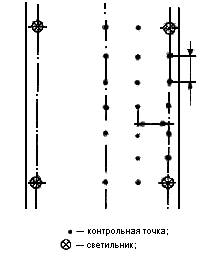 — контрольная точка;
— светильник;